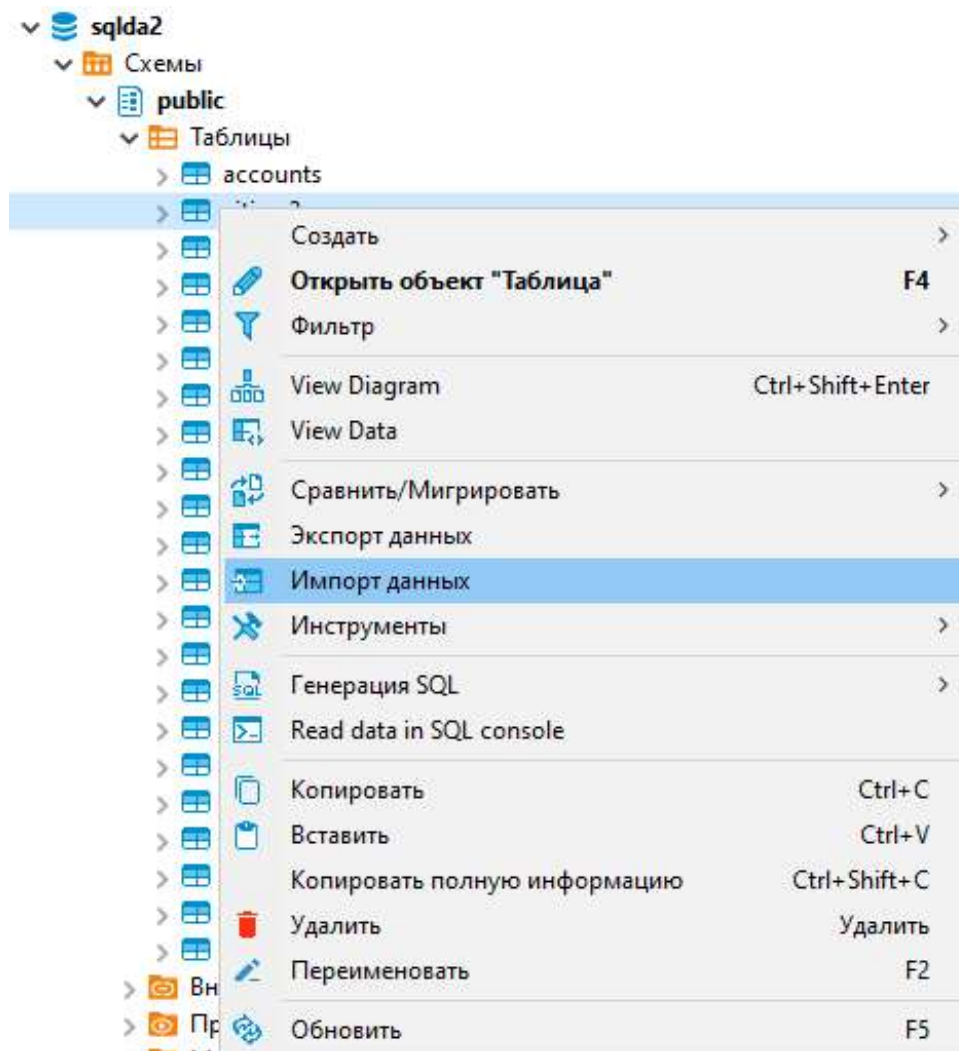 sqlda2
Схемы
public
Таблицы
accounts
Создать
Открыть объект "Таблица" F4
Фильтр
View Diagram Ctrl+Shift+Enter
View Data
Сравнить/Мигрировать
Экспорт данных
Импорт данных
Инструменты
Генерация SQL
Read data in SQL console
Копировать Ctrl+C
Вставить Ctrl+V
Копировать полную информацию Ctrl+Shift+C
Удалить Удалить
Переименовать F2
Вн
Пр
Обновить F5